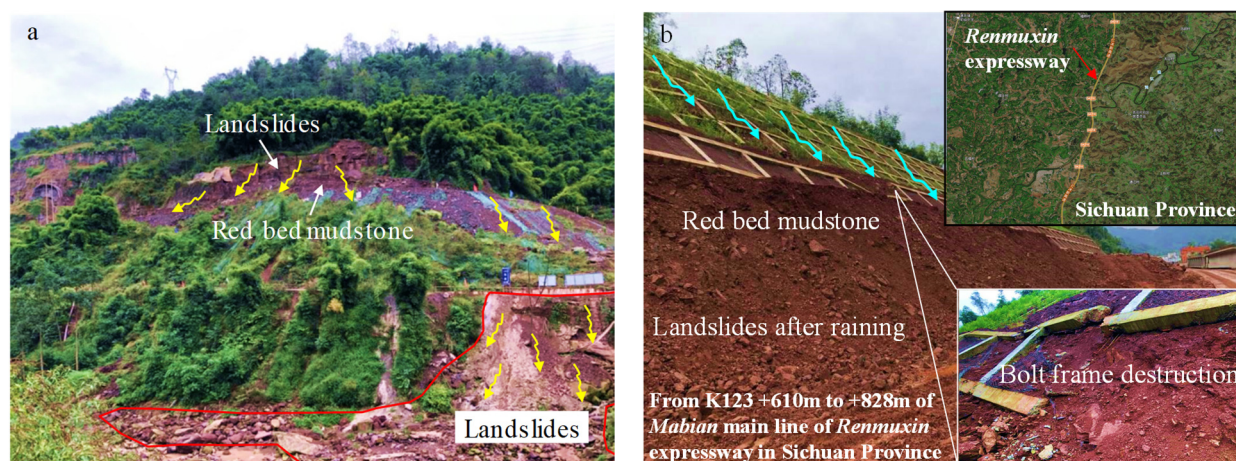 a
Landslides
Red bed mudstone
Landslides
b
Renmuxin
expressway
Sichuan Province
Red bed mudstone
Landslides after raining
Bolt frame destruction
From K123 +610m to +828m of
Mabian main line of Renmuxin
expressway in Sichuan Province